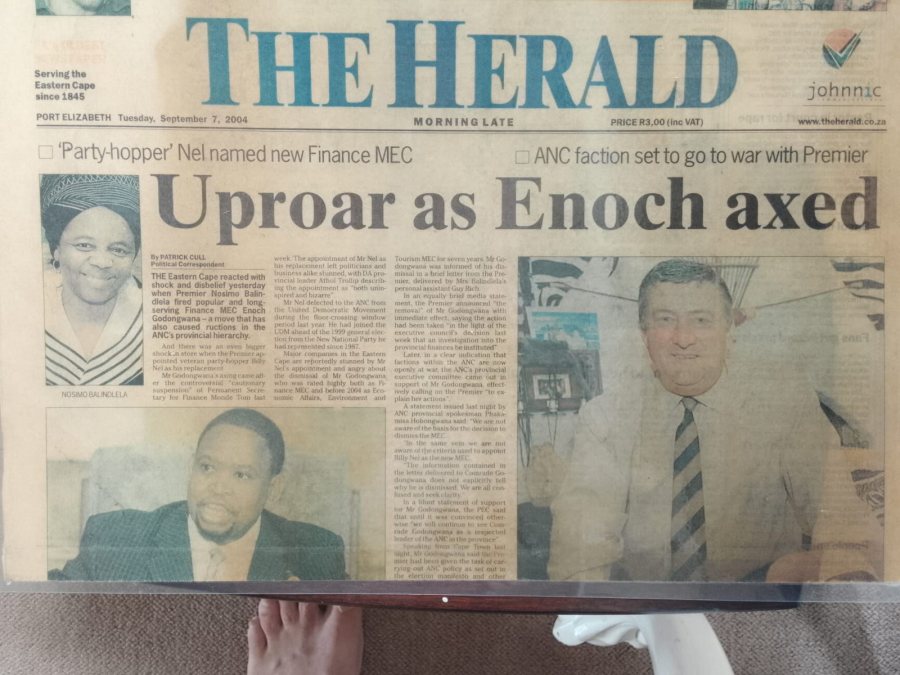 THE HERALD
Serving the
Eastern Cape
since 1845
johnnic
PORT ELIZABETH Tuesday, September 7, 2004
MORNING LATE
PRICE R3,00 (inc VAT)
www.theherald.co.za
‘Party-hopper’ Nel named new Finance MEC
ANC faction set to go to war with Premier
Uproar as Enoch axed
NOSIMO BALINDLELA
By PATRICK CULL
Political Correspondent
THE Eastern Cape reacted with
shock and disbelief yesterday
when Premier Nosimo Balin-
dlela fired popular and long-
serving Finance MEC Enoch
Godongwana – a move that has
also caused ructions in the
ANC's provincial hierarchy.
And there was an even bigger
shock in store when the Premier ap-
pointed veteran party-hopper Billy
Nel as his replacement.
Mr Godongwana's axing came aft-
er the controversial "cautionary
suspension" of Permanent Secre-
tary for Finance Monde Tom last
week. The appointment of Mr Nel as
his replacement left politicians and
business alike stunned, with DA pro-
vincial leader Athol Trollip describ-
ing the appointment as "both unin-
spired and bizarre".
Mr Nel defected to the ANC from
the United Democratic Movement
during the floor-crossing window
period last year. He had joined the
UDM ahead of the 1999 general elec-
tion from the New National Party he
had represented since 1987.
Major companies in the Eastern
Cape are reportedly stunned by Mr
Nel's appointment and angry about
the dismissal of Mr Godongwana,
who was rated highly both as Fi-
nance MEC and before 2004 as Eco-
nomic Affairs, Environment and
Tourism MEC for seven years. Mr Go-
dongwana was informed of his dis-
missal in a brief letter from the Pre-
mier, delivered by Mrs Balindlela's
personal assistant Guy Rich.
In an equally brief media state-
ment, the Premier announced "the
removal" of Mr Godongwana with
immediate effect, saying the action
had been taken "in the light of the
executive council's decision last
week that an investigation into the
provincial finances be instituted".
Later, in a clear indication that
factions within the ANC are now
openly at war, the ANC's provincial
executive committee came out in
support of Mr Godongwana, effect-
ively calling on the Premier "to ex-
plain her actions".
A statement issued last night by
ANC provincial spokesman Phaka-
misa Hobongwana said: "We are not
aware of the basis for the decision to
dismiss the MEC.
"In the same vein we are not
aware of the criteria used to appoint
Billy Nel as the new MEC.
"The information contained in
the letter delivered to Comrade Go-
dongwana does not explicitly tell
why he is dismissed. We are all con-
fused and seek clarity."
In a blunt statement of support
for Mr Godongwana, the PEC said
that until it was convinced other-
wise "we will continue to see Com-
rade Godongwana as a respected
leader of the ANC in the province".
Speaking from Cape Town last
night, Mr Godongwana said the Pre-
mier had been given the task of car-
rying out ANC policy as set out in
the election manifesto and other